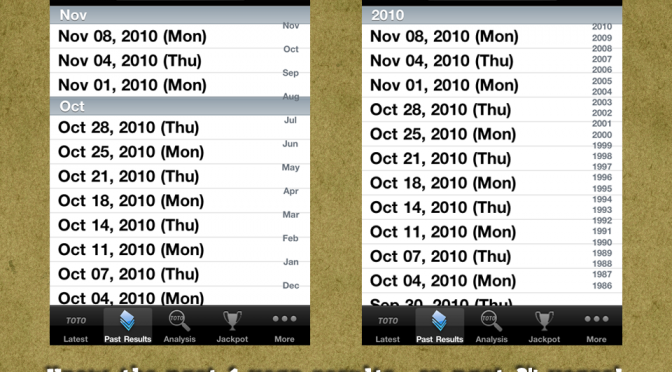 Nov
Nov 08, 2010 (Mon)
Nov 04, 2010 (Thu)
Nov 01, 2010 (Mon)
Oct
Oct 28, 2010 (Thu)
Oct 25, 2010 (Mon)
Oct 21, 2010 (Thu)
Oct 18, 2010 (Mon)
Oct 14, 2010 (Thu)
Oct 11, 2010 (Mon)
Oct 07, 2010 (Thu)
Oct 04, 2010 (Mon)
Nov
Oct
Sep
Aug
Jul
Jun
May
Apr
Mar
Feb
Jan
Dec
TOTO
TOTO
Latest
Past Results
Analysis
Jackpot
More
2010
Nov 08, 2010 (Mon)
Nov 04, 2010 (Thu)
Nov 01, 2010 (Mon)
Oct 28, 2010 (Thu)
Oct 25, 2010 (Mon)
Oct 21, 2010 (Thu)
Oct 18, 2010 (Mon)
Oct 14, 2010 (Thu)
Oct 11, 2010 (Mon)
Oct 07, 2010 (Thu)
Oct 04, 2010 (Mon)
Sep 30, 2010 (Thu)
2010
2009
2008
2007
2006
2005
2004
2003
2002
2001
2000
1999
1998
1997
1996
1995
1994
1993
1992
1991
1990
1989
1988
1987
1986
TOTO
TOTO
Latest
Past Results
Analysis
Jackpot
More